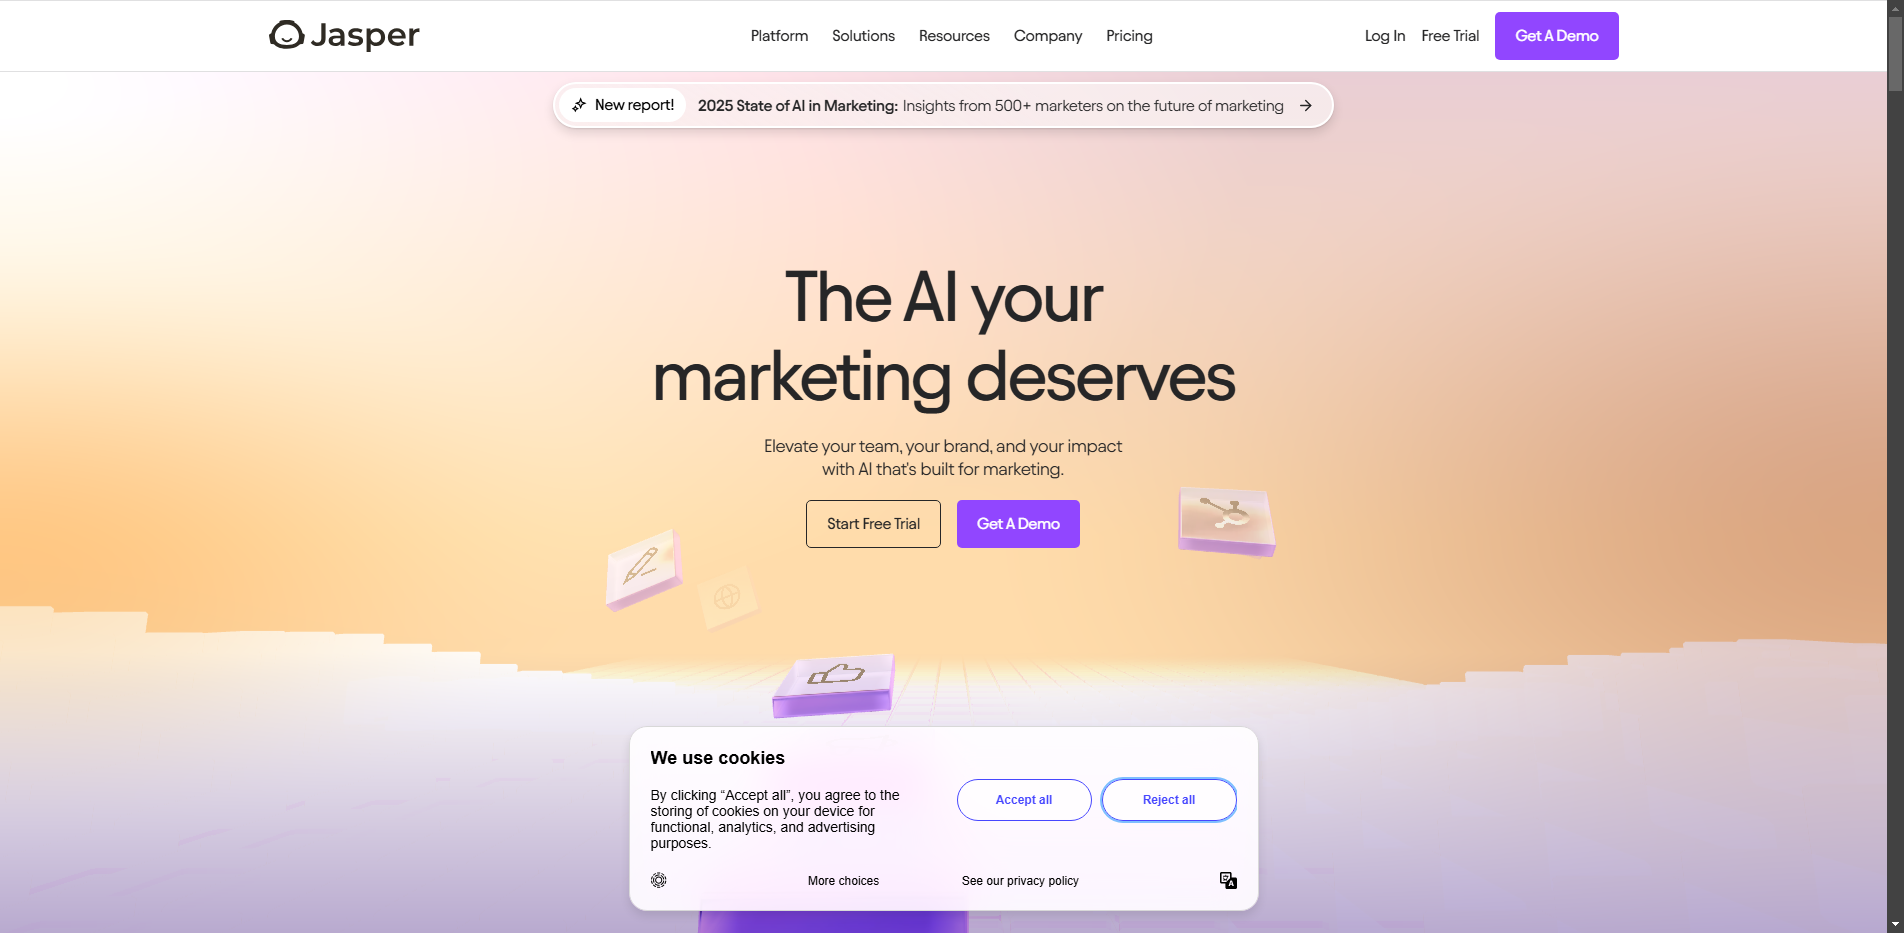 Jasper
Platform
Solutions
Resources
Company
Pricing
Log In
Free Trial
Get A Demo
New report!
2025 State of AI in Marketing: Insights from 500+ marketers on the future of marketing
The AI your
marketing deserves
Elevate your team, your brand, and your impact
with AI that's built for marketing.
Start Free Trial
Get A Demo
We use cookies
By clicking “Accept all”, you agree to the
storing of cookies on your device for
functional, analytics, and advertising
purposes.
Accept all
Reject all
More choices
See our privacy policy